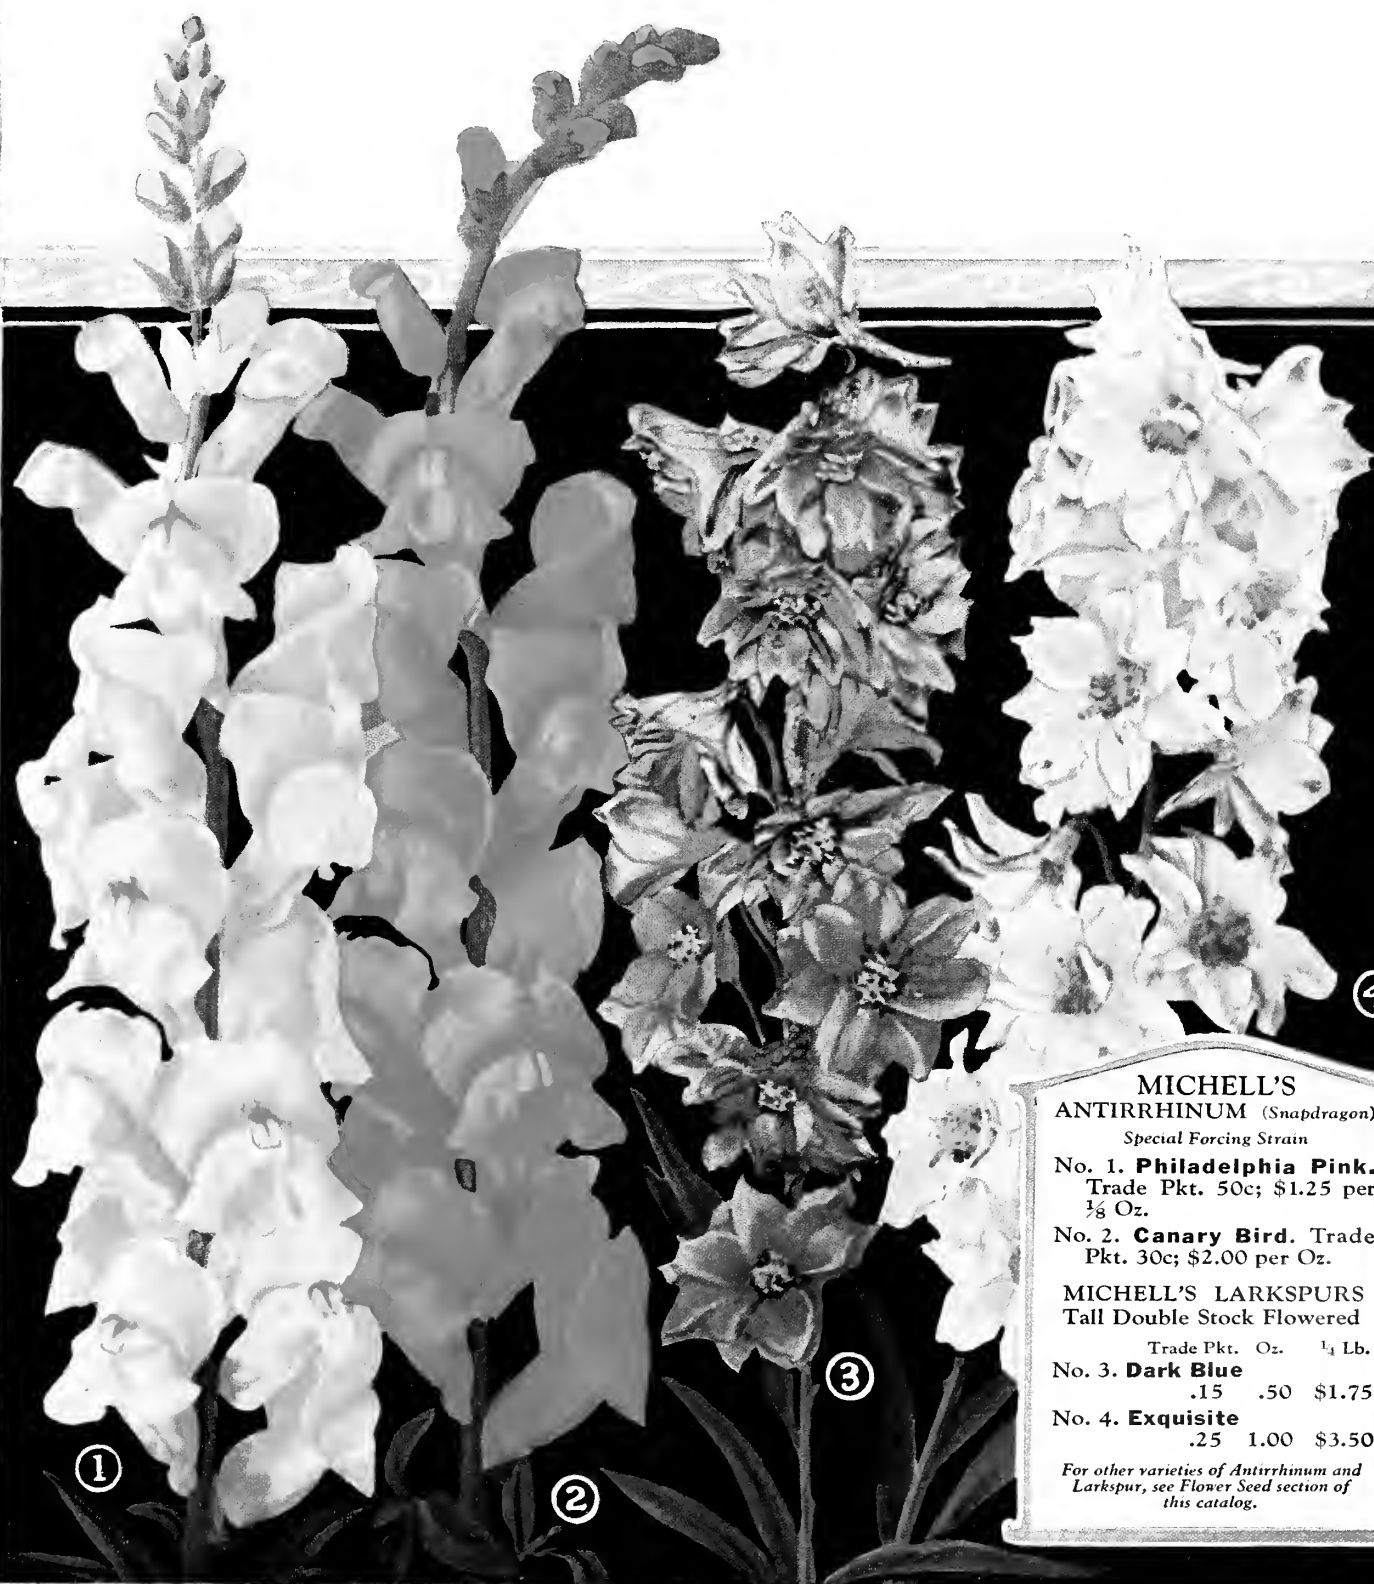 MICHELL'S
ANTIRRHINUM (Snapdragon)
Special Forcing Strain
No. 1. Philadelphia Pink.
Trade Pkt. 50c; $1.25 per
⅛ Oz.
No. 2. Canary Bird. Trade
Pkt. 30c; $2.00 per Oz.
MICHELL'S LARKSPURS
Tall Double Stock Flowered
Trade Pkt. Oz. ¼ Lb.
No. 3. Dark Blue
.15 .50 $1.75
No. 4. Exquisite
.25 1.00 $3.50
For other varieties of Antirrhinum and
Larkspur, see Flower Seed section of
this catalog.
1
2
3
4